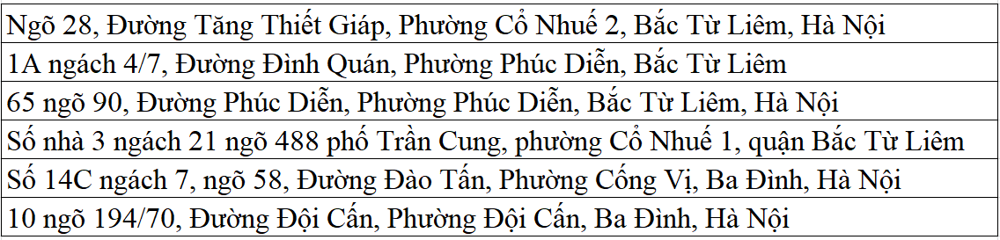 Ngõ 28, Đường Tăng Thiết Giáp, Phường Cổ Nhuế 2, Bắc Từ Liêm, Hà Nội
1A ngách 4/7, Đường Đình Quán, Phường Phúc Diễn, Bắc Từ Liêm
65 ngõ 90, Đường Phúc Diễn, Phường Phúc Diễn, Bắc Từ Liêm, Hà Nội
Số nhà 3 ngách 21 ngõ 488 phố Trần Cung, phường Cổ Nhuế 1, quận Bắc Từ Liêm
Số 14C ngách 7, ngõ 58, Đường Đào Tấn, Phường Cống Vị, Ba Đình, Hà Nội
10 ngõ 194/70, Đường Đội Cấn, Phường Đội Cấn, Ba Đình, Hà Nội